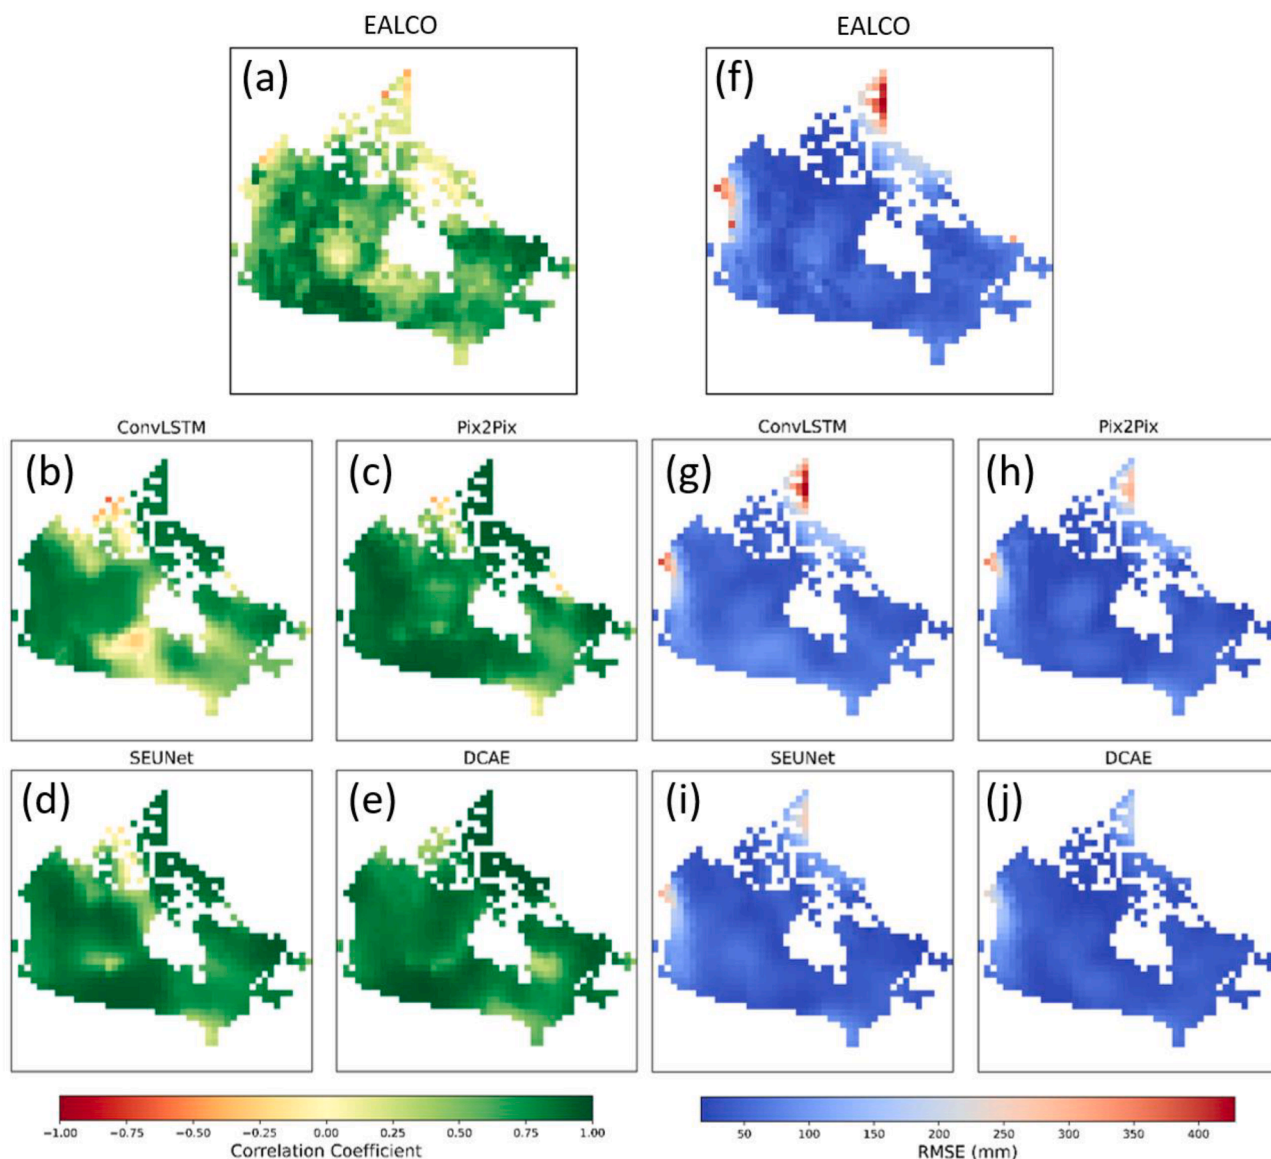 EALCO EALCO
(a) (f)
ConvLSTM Pix2Pix ConvLSTM Pix2Pix
(b) (c) (g) (h)
SEUNet DCAE SEUNet DCAE
(d) (e) (i) (j)
−1.00 −0.75 −0.50 −0.25 0.00 0.25 0.50 0.75 1.00
Correlation Coefficient
50 100 150 200 250 300 350 400
RMSE (mm)